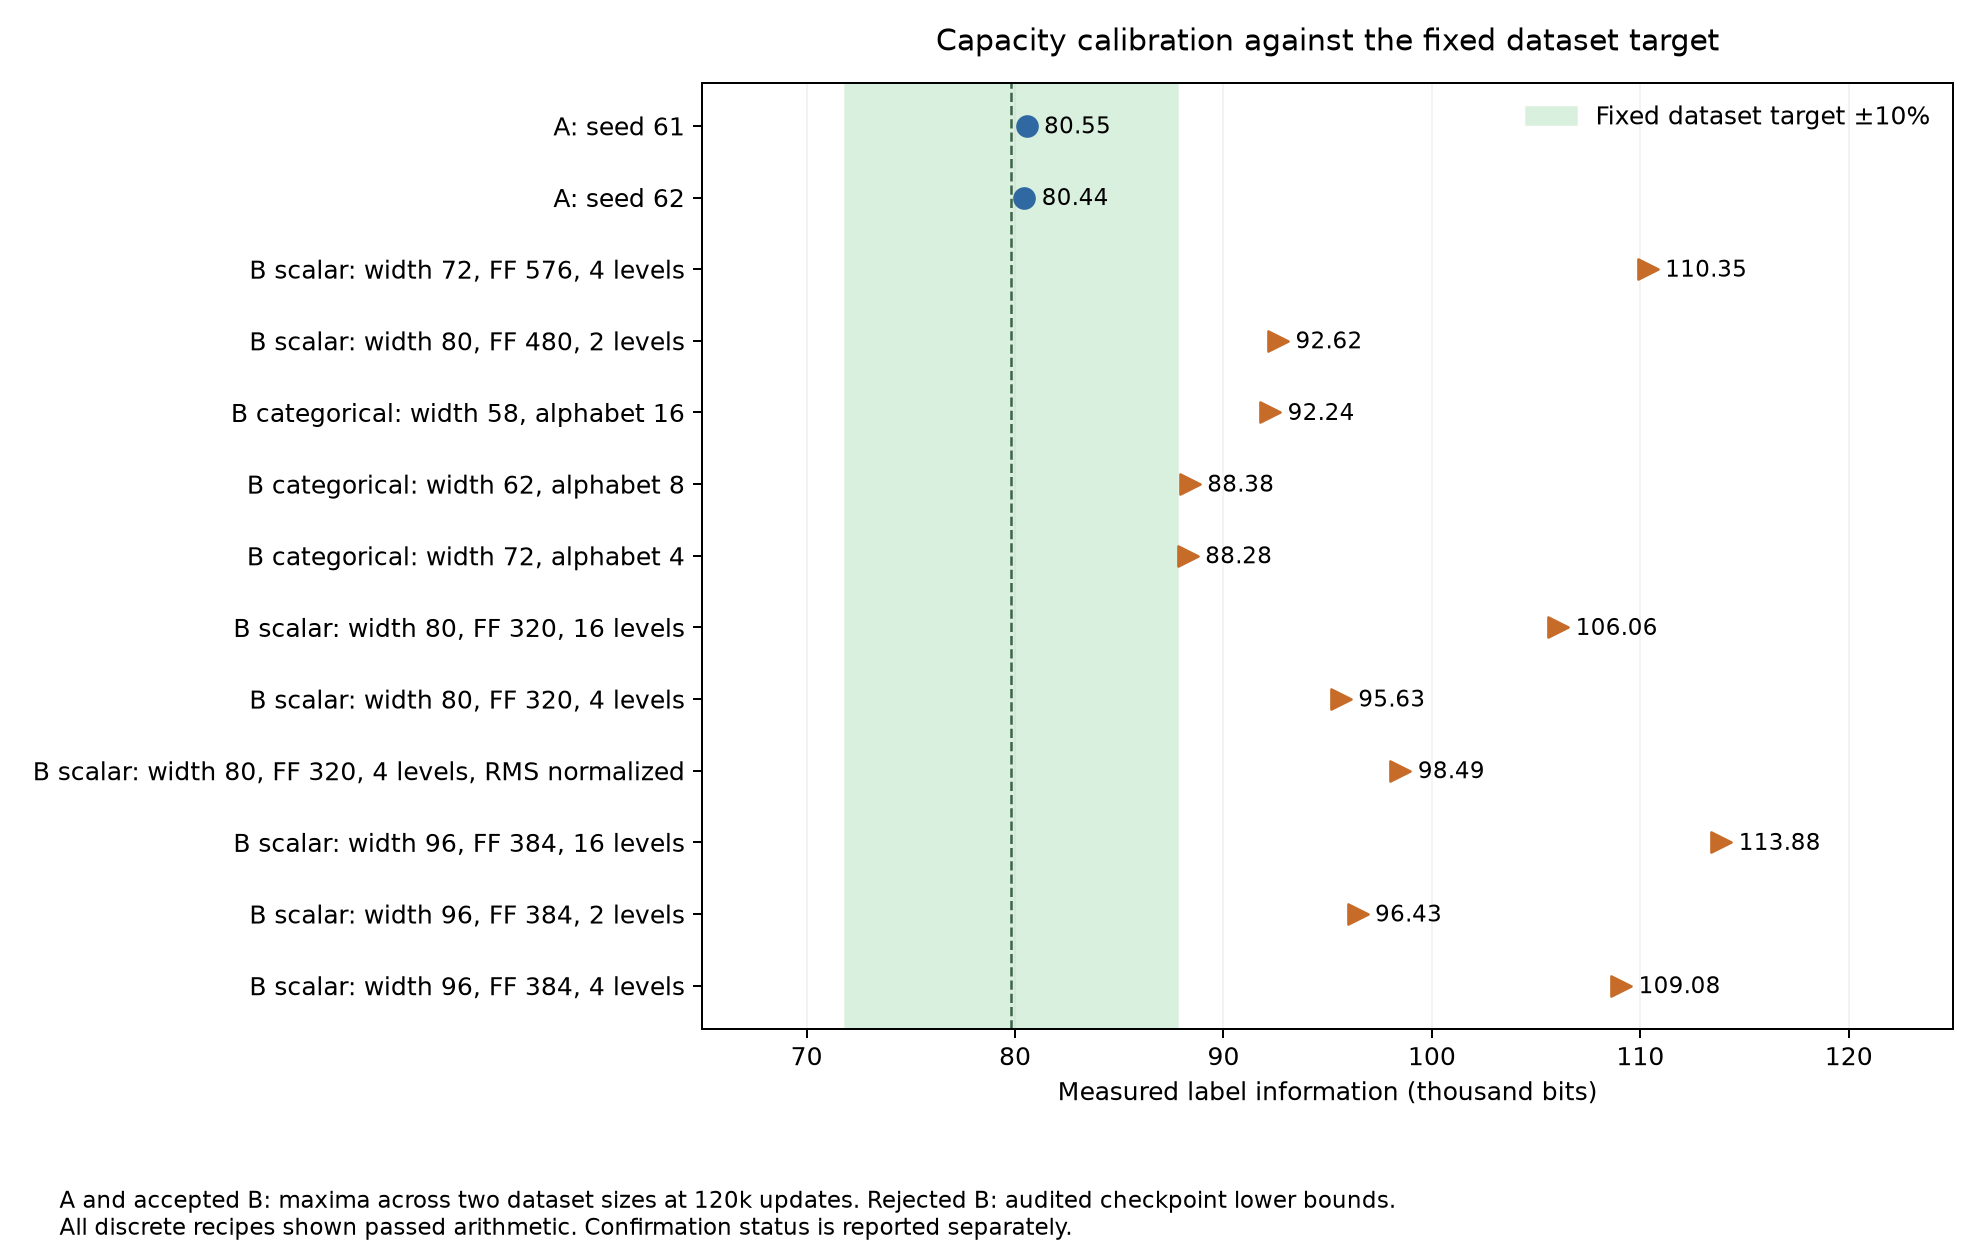 Capacity calibration against the fixed dataset target
Fixed dataset target ±10%
A: seed 61
80.55
A: seed 62
80.44
B scalar: width 72, FF 576, 4 levels
110.35
B scalar: width 80, FF 480, 2 levels
92.62
B categorical: width 58, alphabet 16
92.24
B categorical: width 62, alphabet 8
88.38
B categorical: width 72, alphabet 4
88.28
B scalar: width 80, FF 320, 16 levels
106.06
B scalar: width 80, FF 320, 4 levels
95.63
B scalar: width 80, FF 320, 4 levels, RMS normalized
98.49
B scalar: width 96, FF 384, 16 levels
113.88
B scalar: width 96, FF 384, 2 levels
96.43
B scalar: width 96, FF 384, 4 levels
109.08
70 80 90 100 110 120
Measured label information (thousand bits)
A and accepted B: maxima across two dataset sizes at 120k updates. Rejected B: audited checkpoint lower bounds.
All discrete recipes shown passed arithmetic. Confirmation status is reported separately.